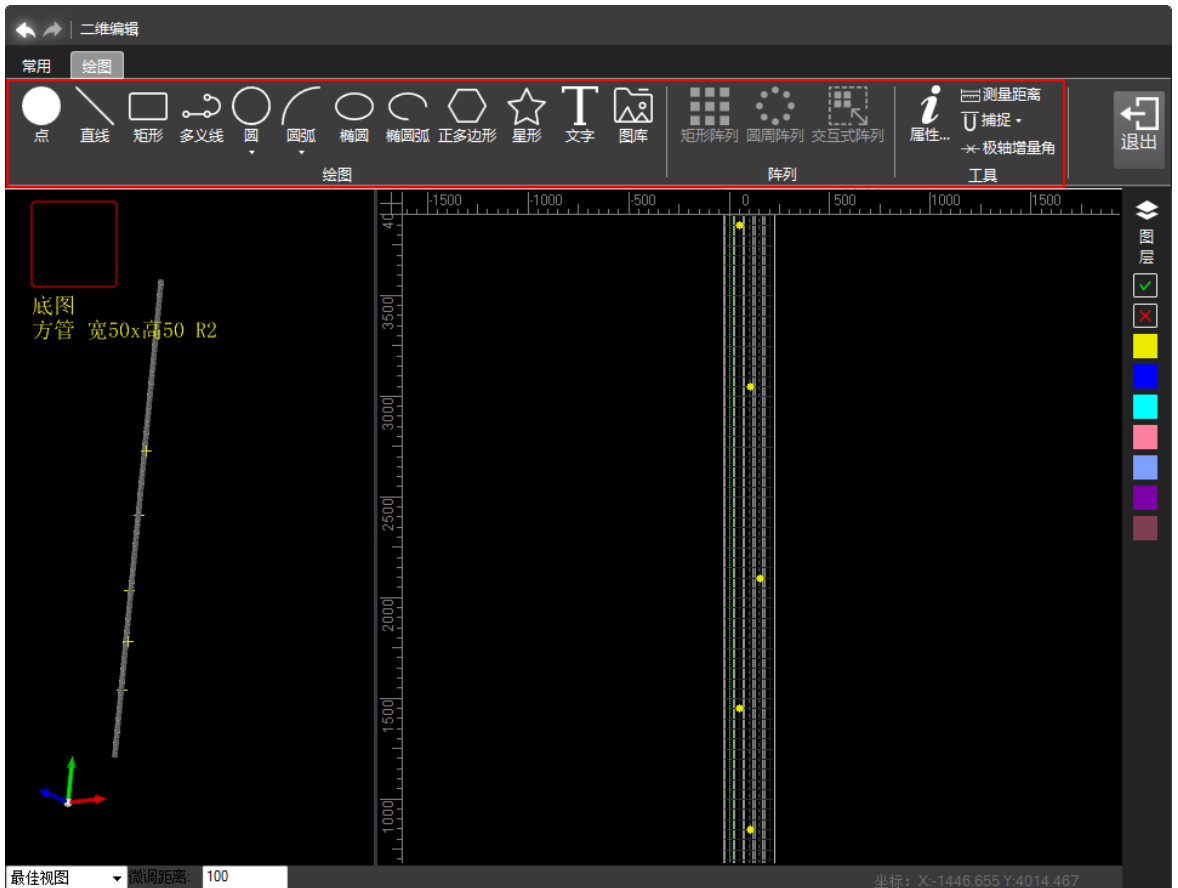 二维编辑
常用 绘图
点 直线 矩形 多义线 圆 圆弧 椭圆 椭圆弧 正多边形 星形 文字 图库 矩形阵列 圆周阵列 交互式阵列 属性...
测量距离
捕捉
极轴增量角
退出
绘图 阵列 工具
-1500 -1000 -500 0 500 1000 1500
底图
方管 宽50x高50 R2
3500
3000
2500
2000
1500
1000
图
层
最佳视图 微调距离: 100
坐标: X:-1446.655 Y:4014.467